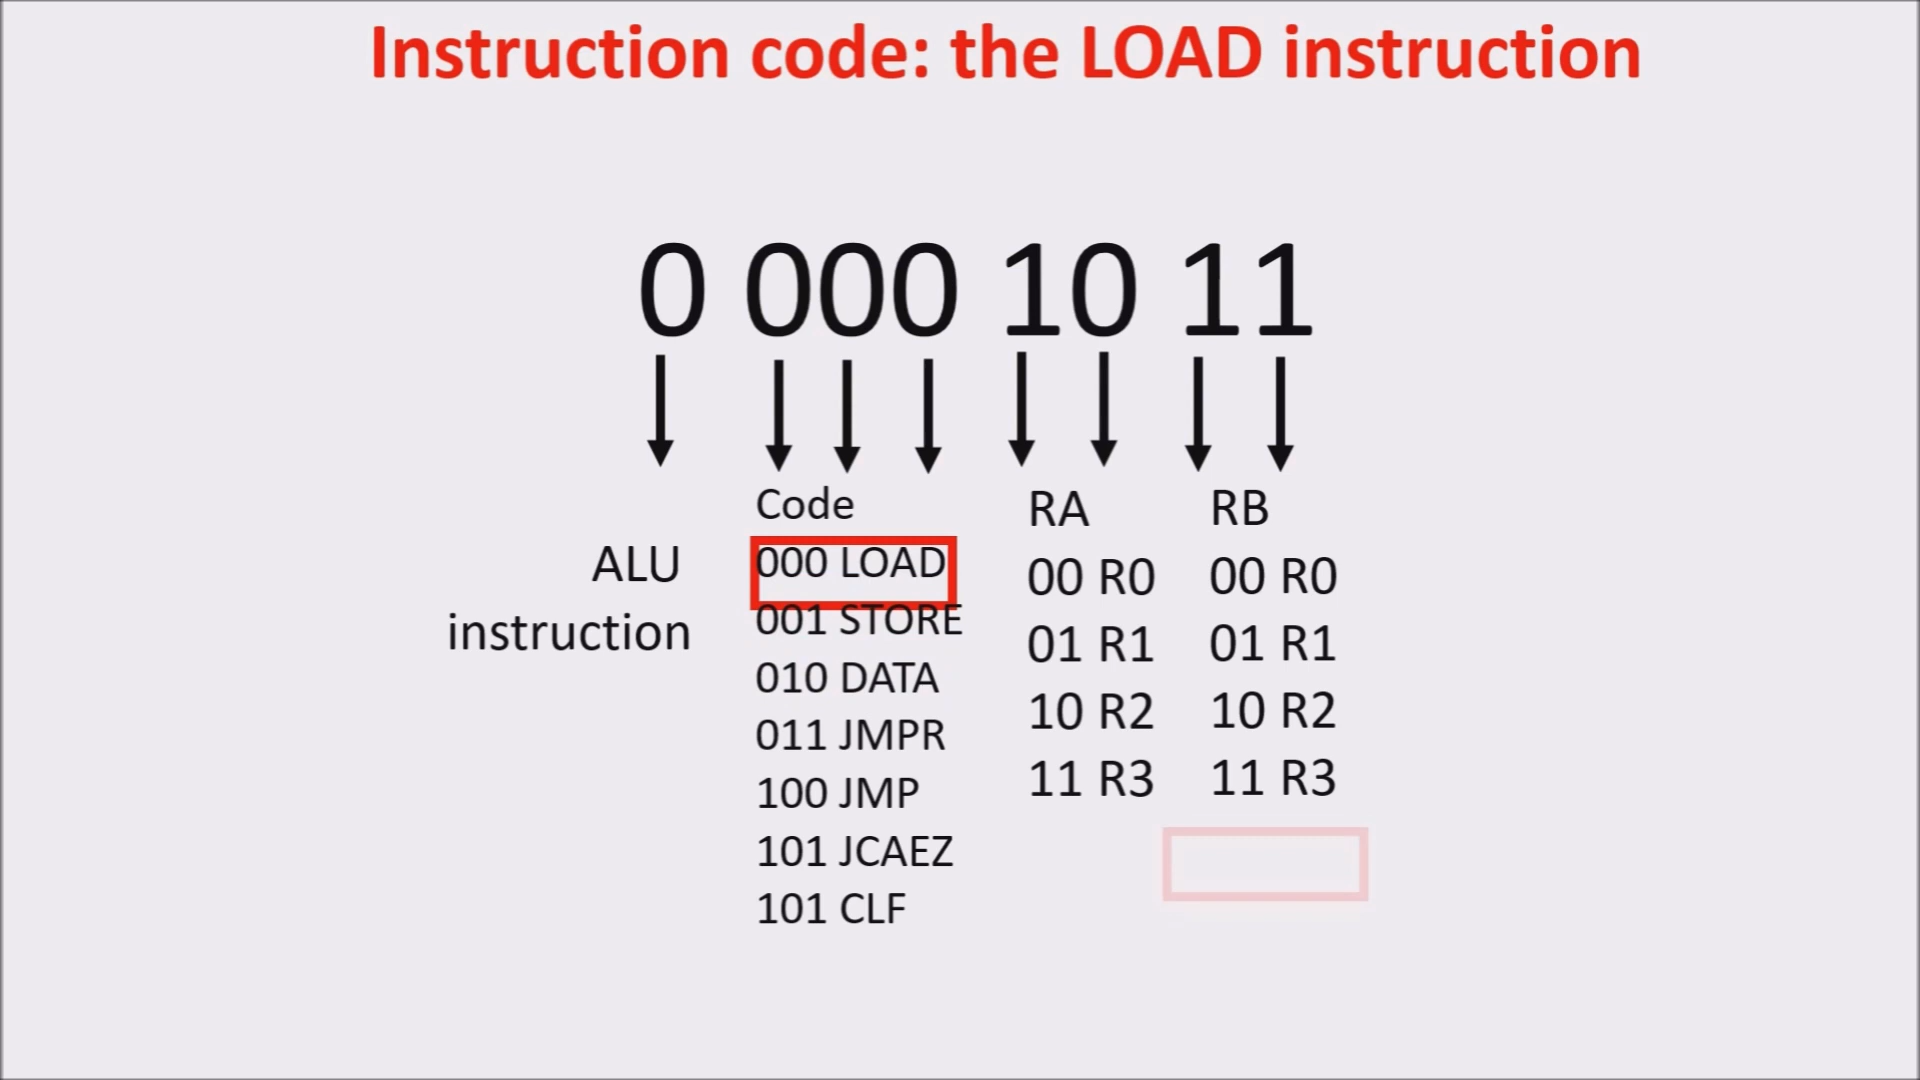 Instruction code: the LOAD instruction
0 000 10 11
ALU
instruction
Code
000 LOAD
001 STORE
010 DATA
011 JMPR
100 JMP
101 JCAEZ
101 CLF
RA
00 R0
01 R1
10 R2
11 R3
RB
00 R0
01 R1
10 R2
11 R3